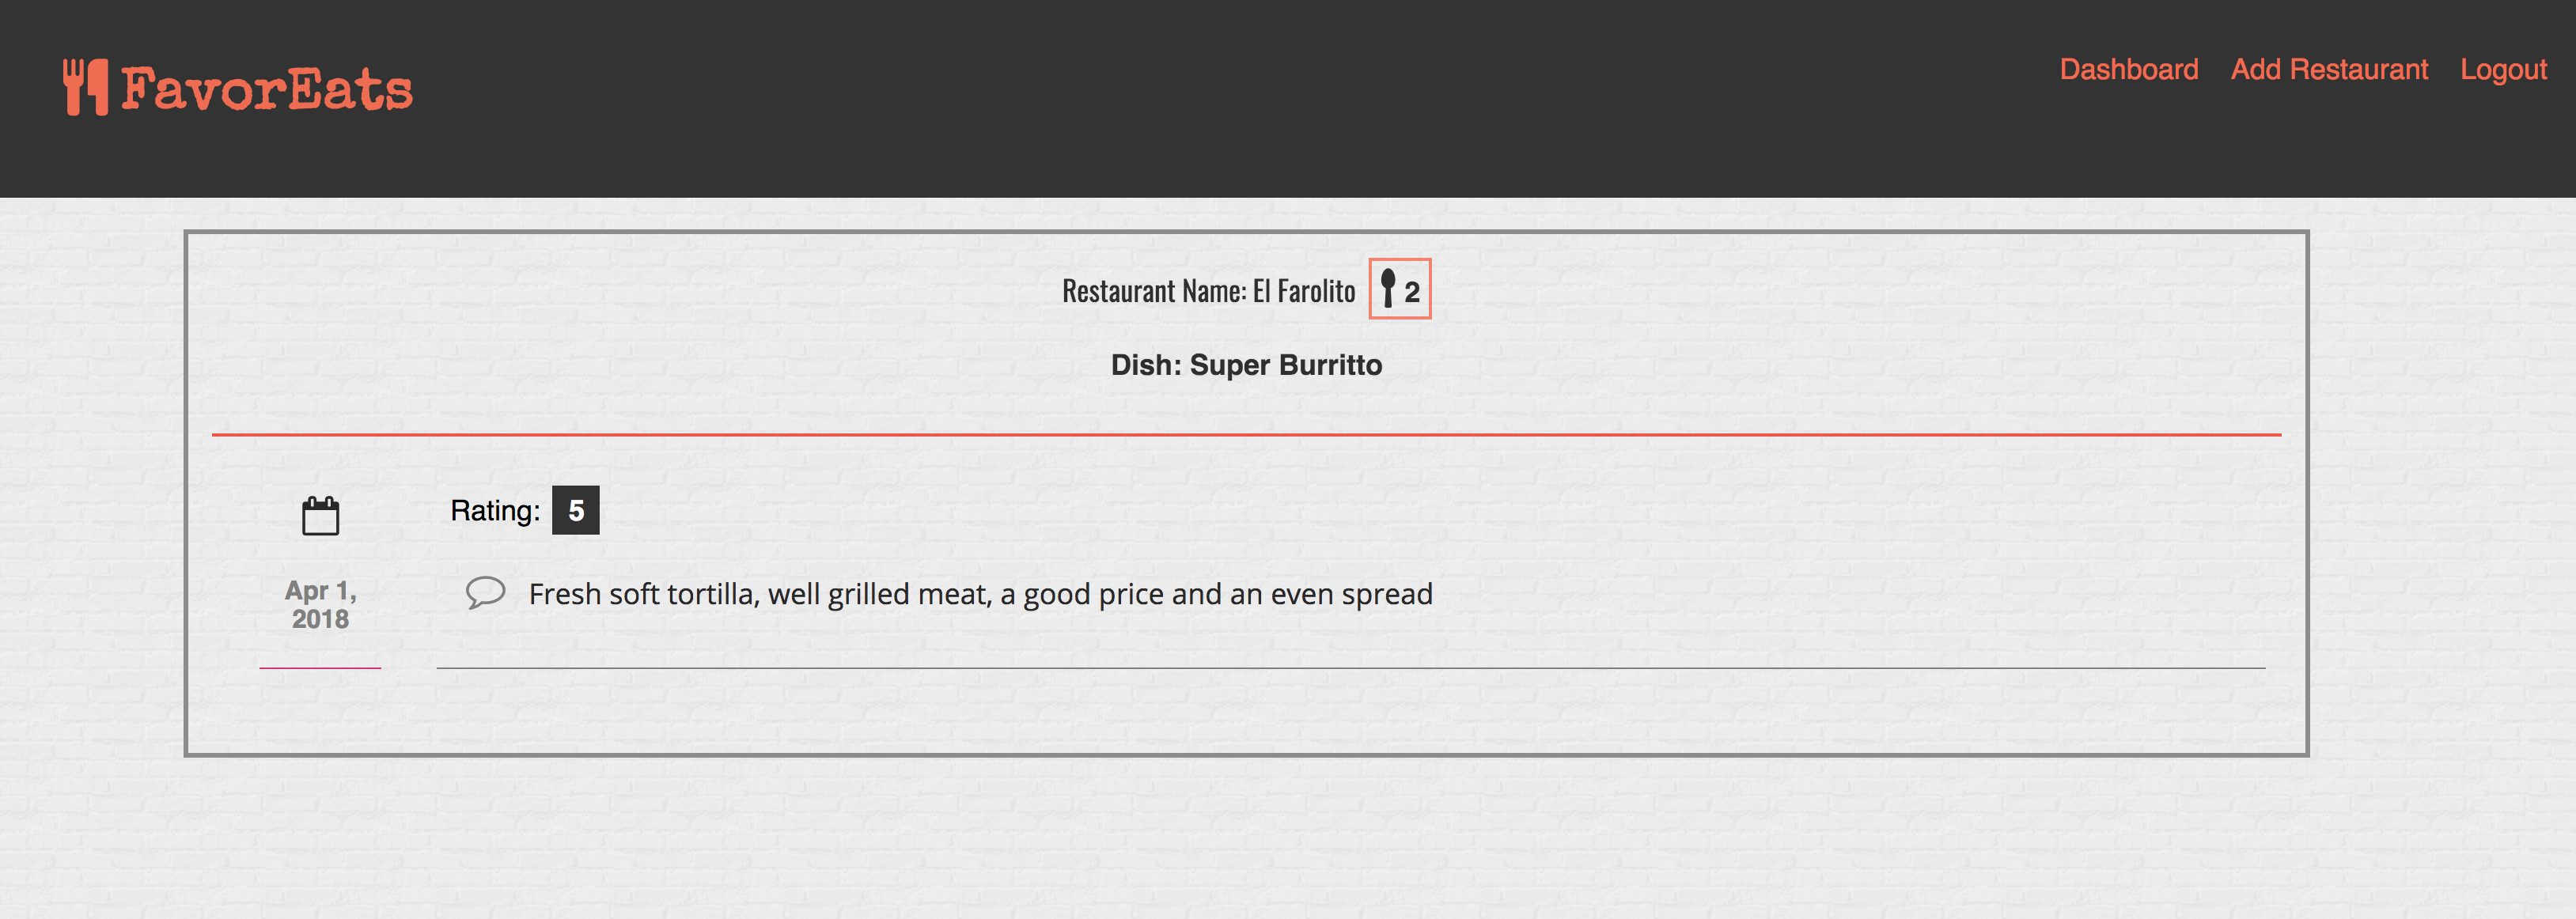 FavorEats
Dashboard Add Restaurant Logout
Restaurant Name: El Farolito 2
Dish: Super Burritto
Rating: 5
Apr 1,
2018
Fresh soft tortilla, well grilled meat, a good price and an even spread